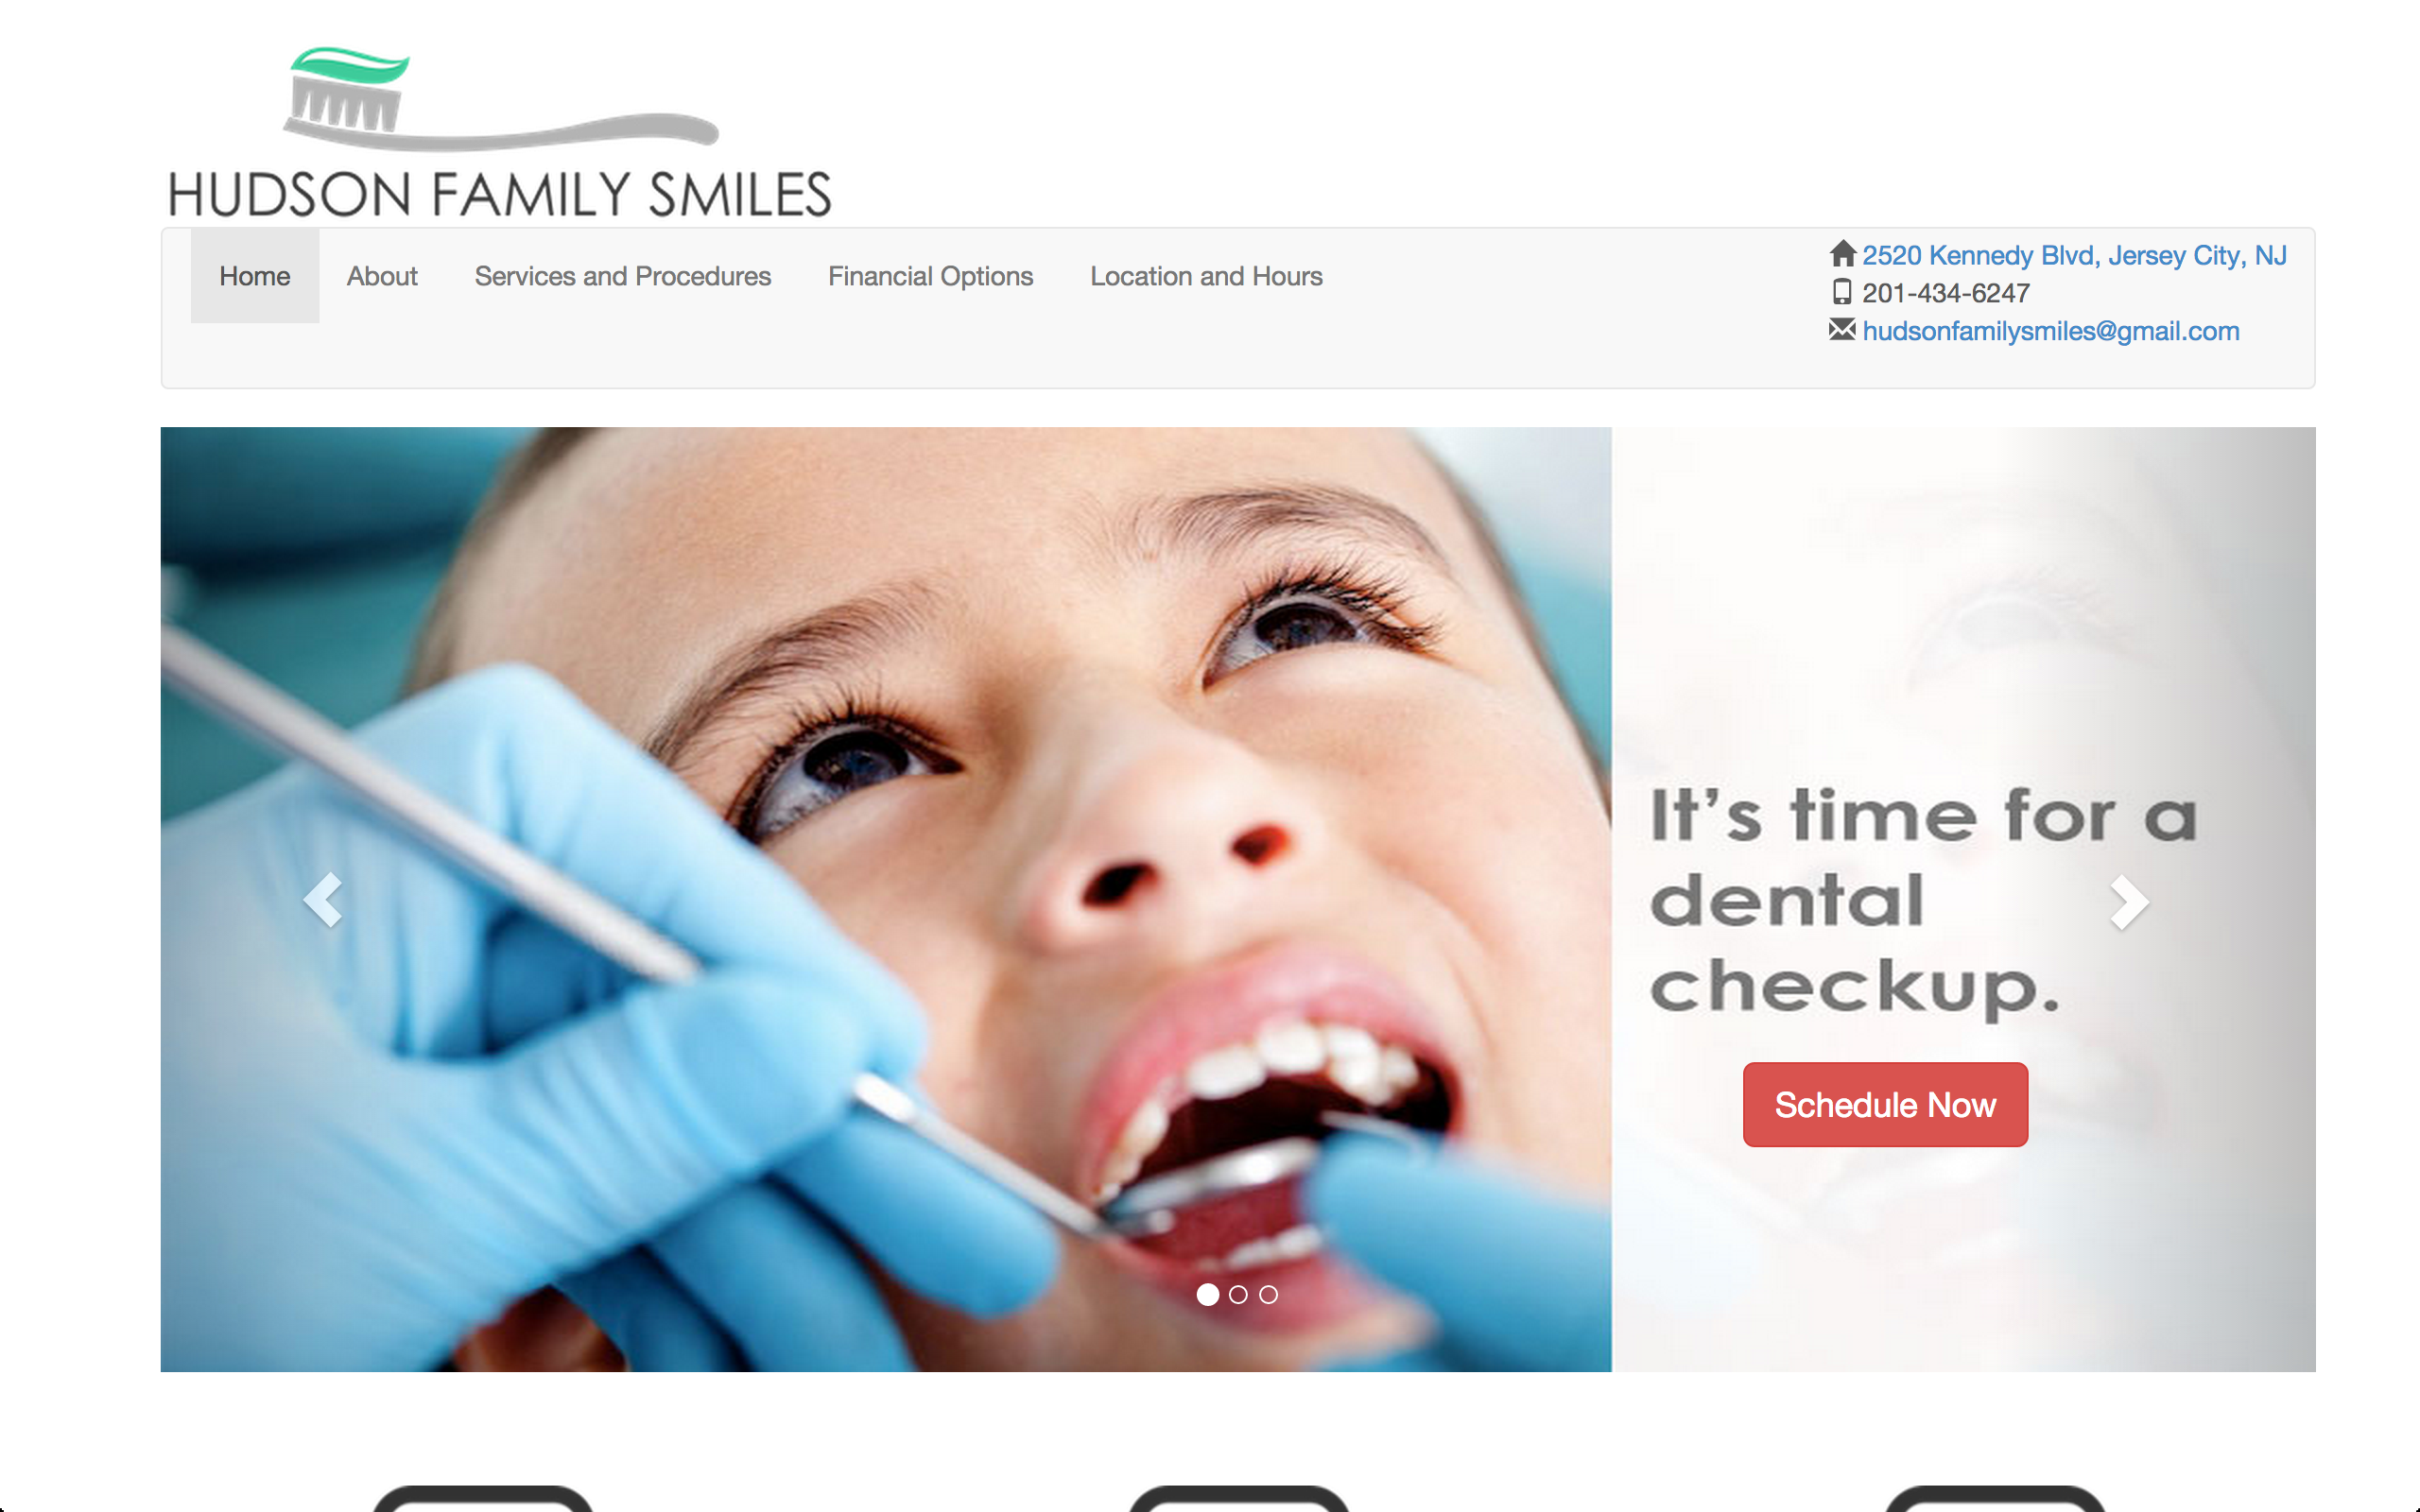 HUDSON FAMILY SMILES
Home About Services and Procedures Financial Options Location and Hours
2520 Kennedy Blvd, Jersey City, NJ
201-434-6247
hudsonfamilysmiles@gmail.com
It's time for a
dental
checkup.
Schedule Now